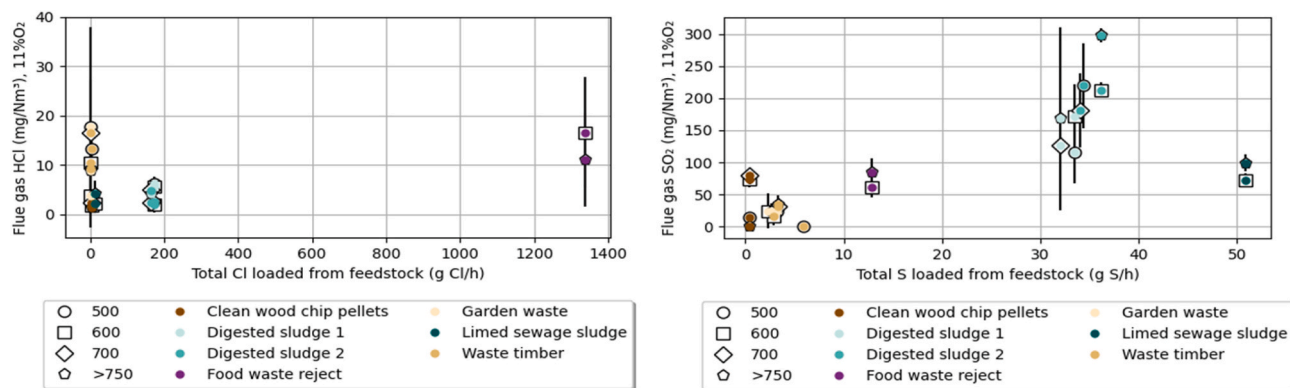 Flue gas HCl (mg/Nm³), 11%O₂
40
30
20
10
0
0 200 400 600 800 1000 1200 1400
Total Cl loaded from feedstock (g Cl/h)
500 Clean wood chip pellets Garden waste
600 Digested sludge 1 Limed sewage sludge
700 Digested sludge 2 Waste timber
>750 Food waste reject
Flue gas SO₂ (mg/Nm³), 11%O₂
300
250
200
150
100
50
0
0 10 20 30 40 50
Total S loaded from feedstock (g S/h)
500 Clean wood chip pellets Garden waste
600 Digested sludge 1 Limed sewage sludge
700 Digested sludge 2 Waste timber
>750 Food waste reject